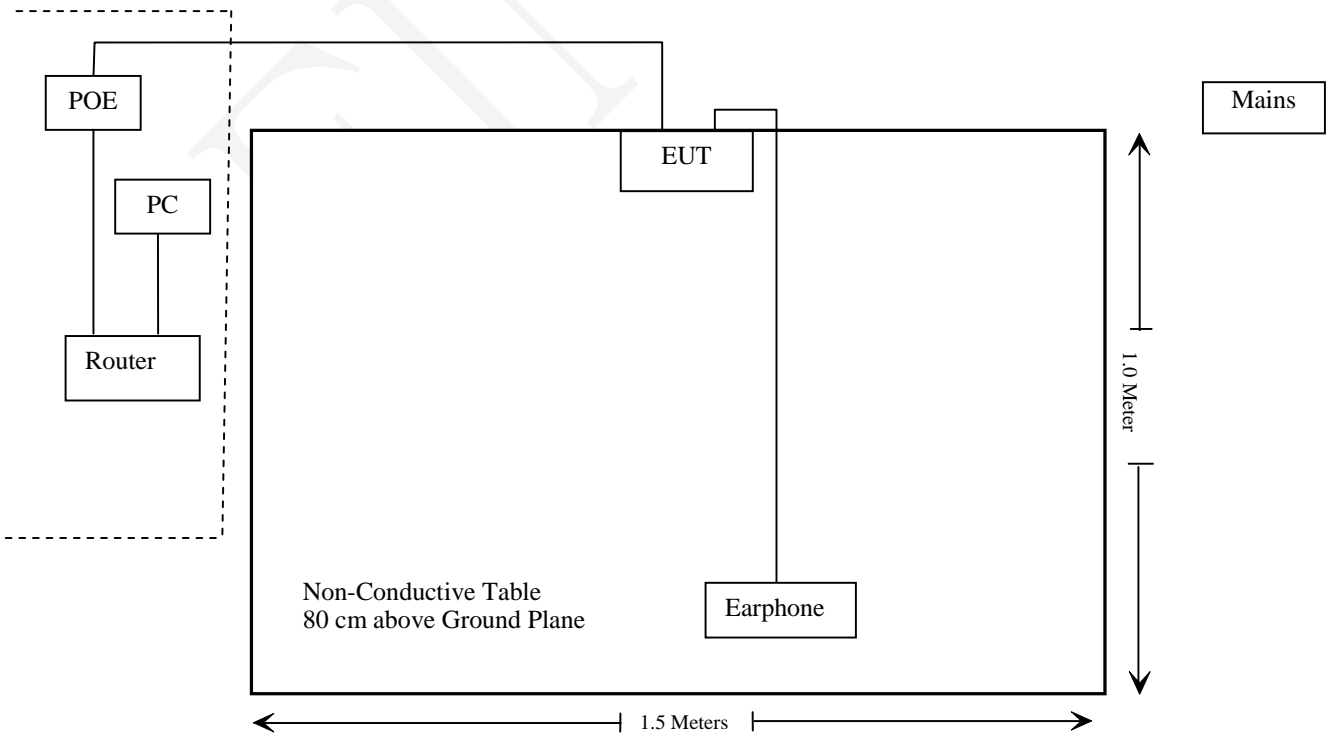 POE
Mains
EUT
PC
Router
1.0 Meter
Non-Conductive Table
80 cm above Ground Plane
Earphone
1.5 Meters